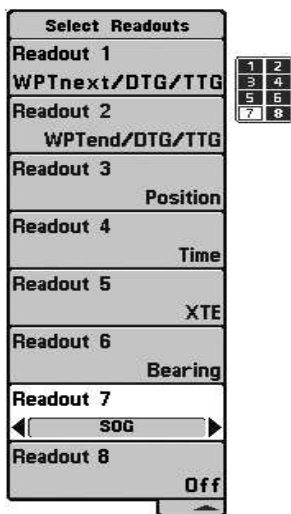 Select Readouts
Readout 1
WPTnext/DTG/TTG
Readout 2
WPTend/DTG/TTG
Readout 3
Position
Readout 4
Time
Readout 5
XTE
Readout 6
Bearing
Readout 7
SOG
Readout 8
Off
1 2
3 4
5 6
7 8